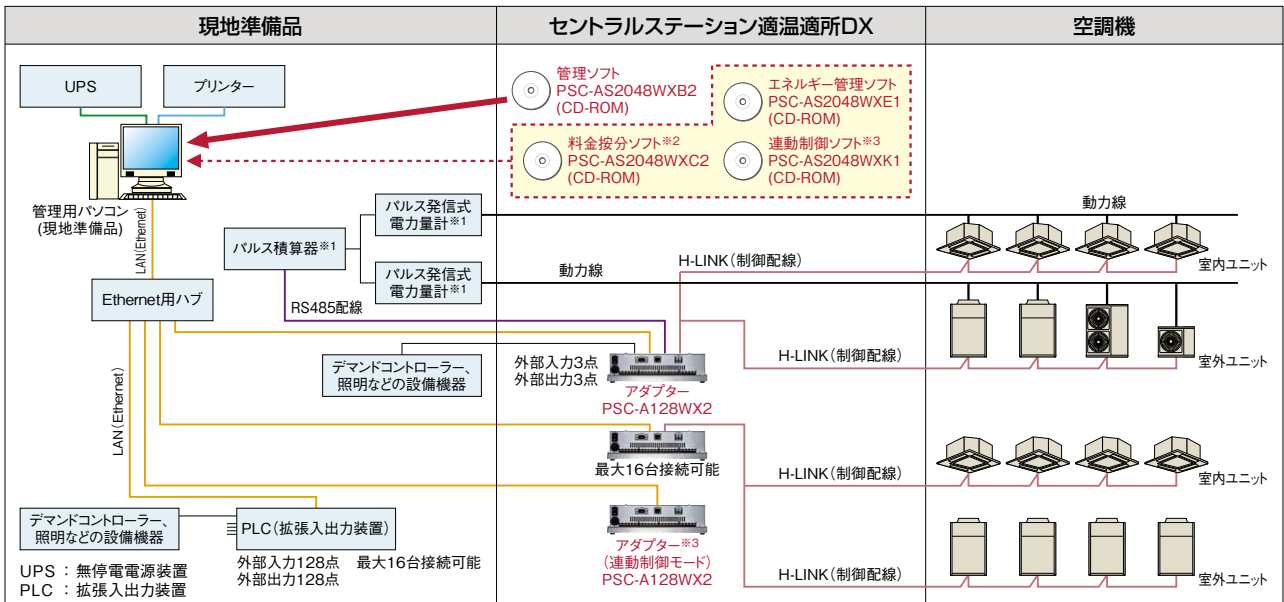 現地準備品
セントラルステーション適温適所DX
空調機
UPS
プリンター
管理ソフト
PSC-AS2048WXB2
(CD-ROM)
エネルギー管理ソフト
PSC-AS2048WXE1
(CD-ROM)
料金按分ソフト※2
PSC-AS2048WXC2
(CD-ROM)
連動制御ソフト※3
PSC-AS2048WXK1
(CD-ROM)
管理用パソコン
(現地準備品)
LAN(Ethernet)
パルス積算器※1
パルス発信式
電力量計※1
パルス発信式
電力量計※1
動力線
動力線
H-LINK(制御配線)
室内ユニット
Ethernet用ハブ
RS485配線
デマンドコントローラー、
照明などの設備機器
外部入力3点
外部出力3点
アダプター
PSC-A128WX2
H-LINK(制御配線)
室外ユニット
LAN(Ethernet)
最大16台接続可能
H-LINK(制御配線)
室内ユニット
デマンドコントローラー、
照明などの設備機器
PLC(拡張入出力装置)
外部入力128点
外部出力128点
最大16台接続可能
アダプター※3
(連動制御モード)
PSC-A128WX2
H-LINK(制御配線)
室外ユニット
UPS : 無停電電源装置
PLC : 拡張入出力装置